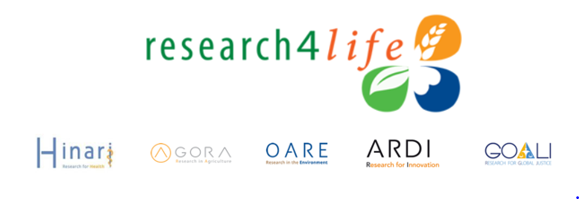 research4life
Hinari
Research for Health
AGORA
Research in Agriculture
OARE
Research in the Environment
ARDI
Research for Innovation
GOALI
RESEARCH FOR GLOBAL JUSTICE